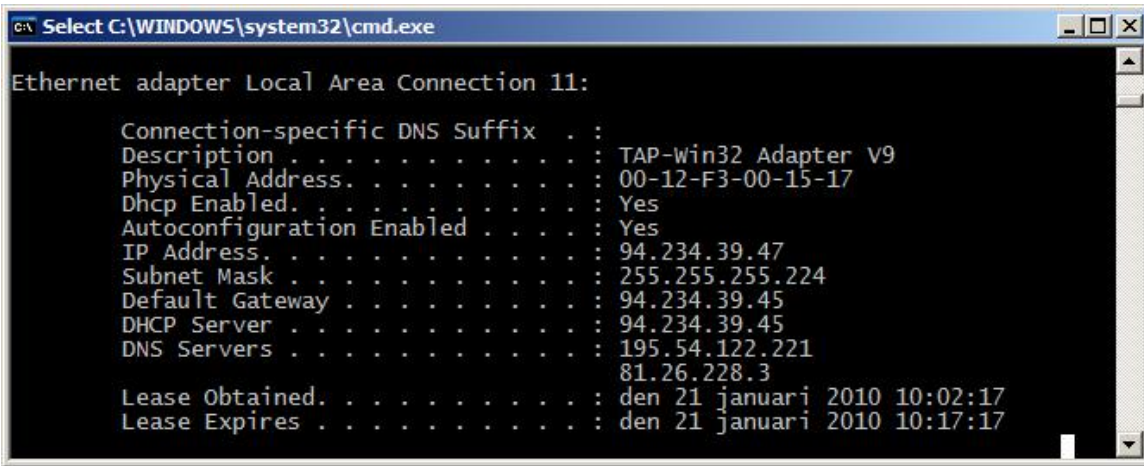 Select C:\WINDOWS\system32\cmd.exe
Ethernet adapter Local Area Connection 11:
Connection-specific DNS Suffix . :
Description . . . . . . . . . . . . : TAP-Win32 Adapter V9
Physical Address. . . . . . . . . . : 00-12-F3-00-15-17
Dhcp Enabled. . . . . . . . . . . . : Yes
Autoconfiguration Enabled . . . . . : Yes
IP Address. . . . . . . . . . . . . : 94.234.39.47
Subnet Mask . . . . . . . . . . . . : 255.255.255.224
Default Gateway . . . . . . . . . . : 94.234.39.45
DHCP Server . . . . . . . . . . . . : 94.234.39.45
DNS Servers . . . . . . . . . . . . : 195.54.122.221
81.26.228.3
Lease Obtained. . . . . . . . . . . : den 21 januari 2010 10:02:17
Lease Expires . . . . . . . . . . . : den 21 januari 2010 10:17:17